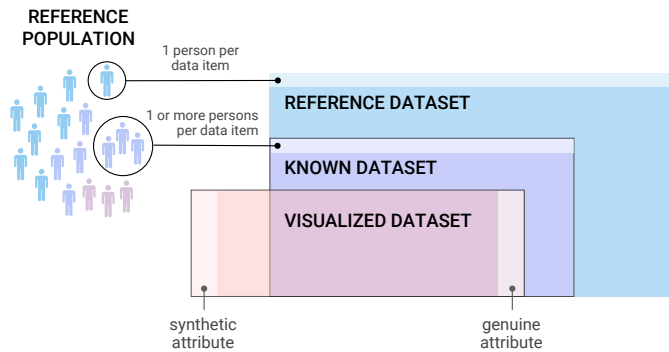 REFERENCE
POPULATION
1 person per
data item
1 or more persons
per data item
REFERENCE DATASET
KNOWN DATASET
VISUALIZED DATASET
synthetic
attribute
genuine
attribute